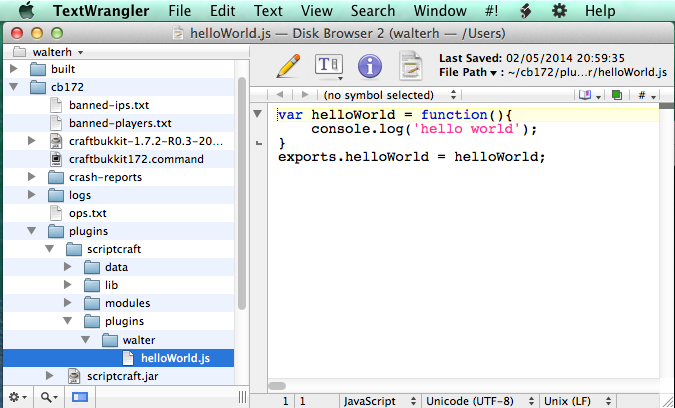 TextWrangler File Edit Text View Search Window #! Help
helloWorld.js — Disk Browser 2 (walterh — /Users)
walterh
built
cb172
banned-ips.txt
banned-players.txt
craftbukkit-1.7.2-R0.3-20...
craftbukkit172.command
crash-reports
logs
ops.txt
plugins
scriptcraft
data
lib
modules
plugins
walter
helloWorld.js
scriptcraft.jar
Last Saved: 02/05/2014 20:59:35
File Path ▾ : ~/cb172/plu...r/helloWorld.js
(no symbol selected)
#
var helloWorld = function(){
    console.log('hello world');
}
exports.helloWorld = helloWorld;
1 1 JavaScript Unicode (UTF-8) Unix (LF)